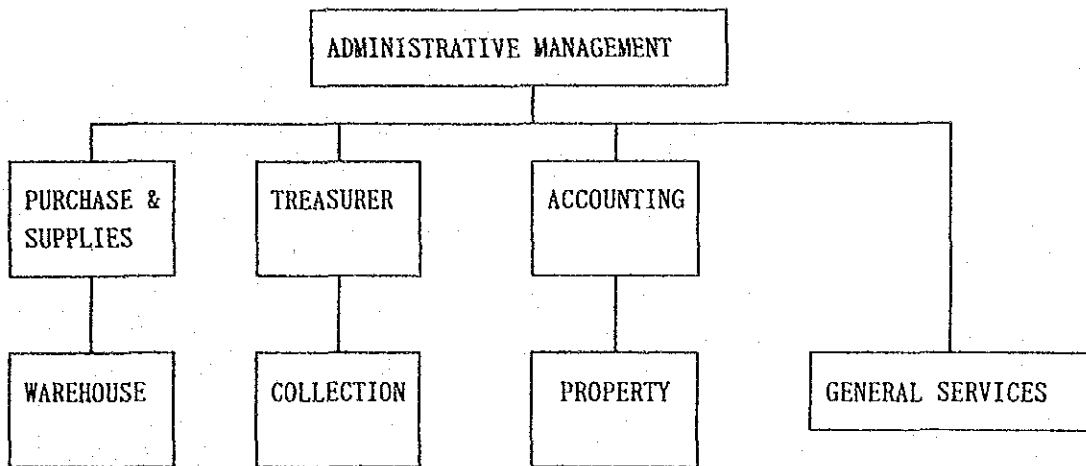 ADMINISTRATIVE MANAGEMENT
PURCHASE &
SUPPLIES
TREASURER
ACCOUNTING
WAREHOUSE
COLLECTION
PROPERTY
GENERAL SERVICES